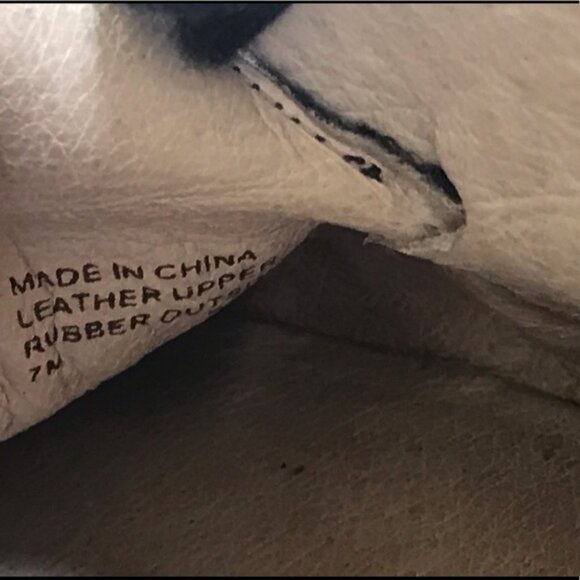 MADE IN CHINA
LEATHER UPPER
RUBBER
7M